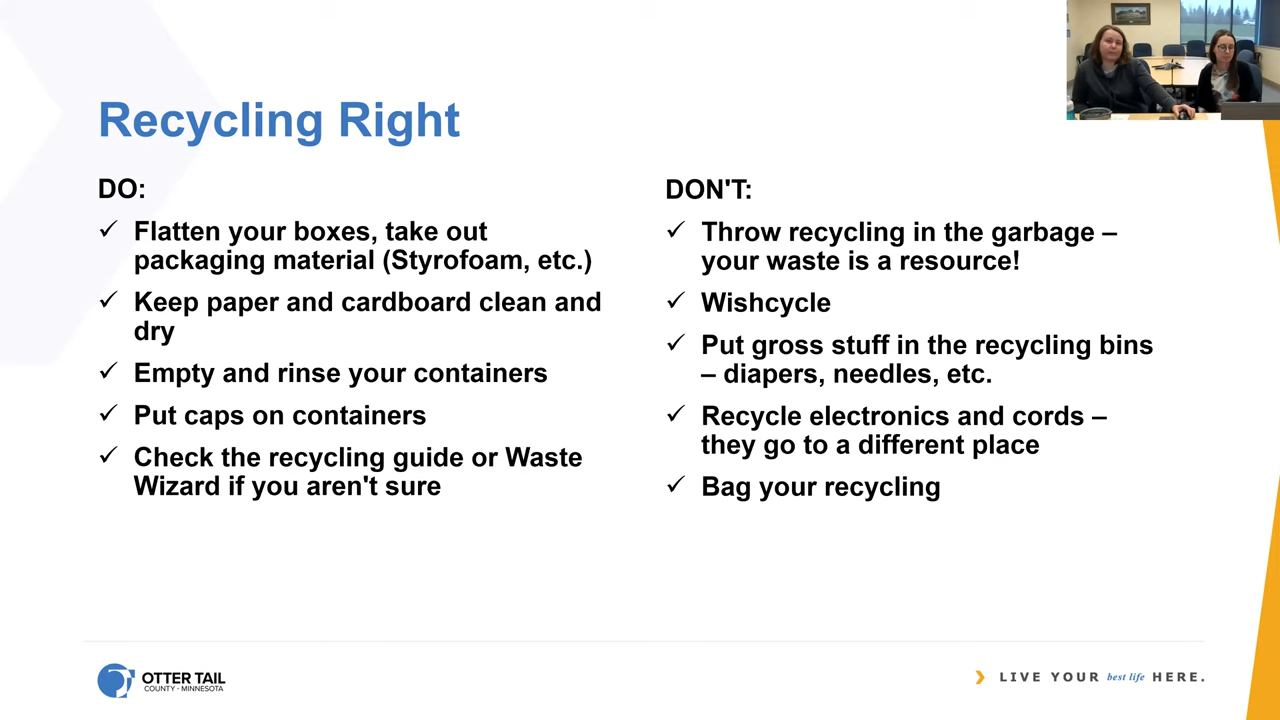 Recycling Right
DO:
Flatten your boxes, take out
packaging material (Styrofoam, etc.)
Keep paper and cardboard clean and
dry
Empty and rinse your containers
Put caps on containers
Check the recycling guide or Waste
Wizard if you aren't sure
DON'T:
Throw recycling in the garbage –
your waste is a resource!
Wishcycle
Put gross stuff in the recycling bins
– diapers, needles, etc.
Recycle electronics and cords –
they go to a different place
Bag your recycling
OTTER TAIL
COUNTY - MINNESOTA
LIVE YOUR best life HERE.